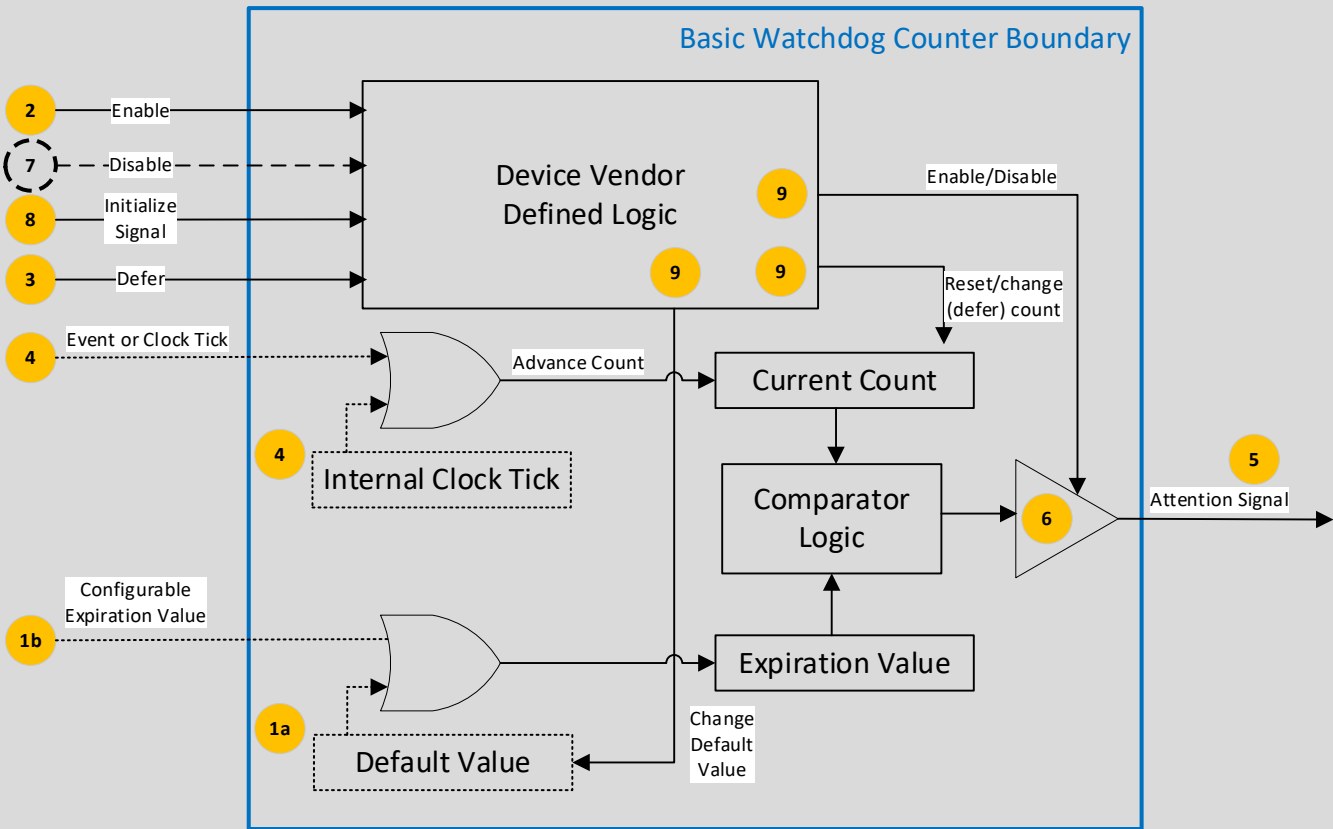 Basic Watchdog Counter Boundary
2
Enable
7
Disable
8
Initialize
Signal
3
Defer
Device Vendor
Defined Logic
9
9
9
Enable/Disable
Reset/change
(defer) count
4
Event or Clock Tick
Advance Count
Current Count
4
Internal Clock Tick
Comparator
Logic
6
5
Attention Signal
1b
Configurable
Expiration Value
Expiration Value
1a
Default Value
Change
Default
Value